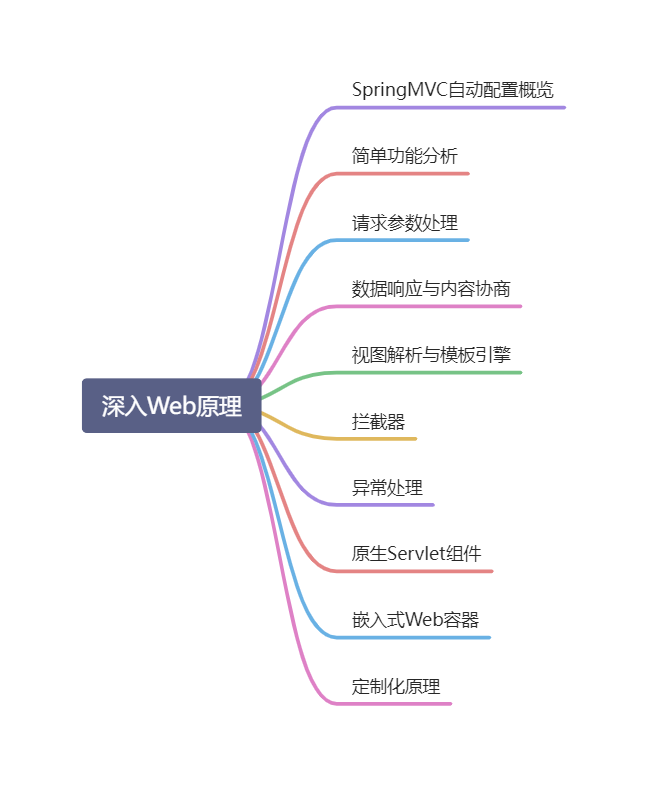 SpringMVC自动配置概览
简单功能分析
请求参数处理
数据响应与内容协商
视图解析与模板引擎
深入Web原理
拦截器
异常处理
原生Servlet组件
嵌入式Web容器
定制化原理